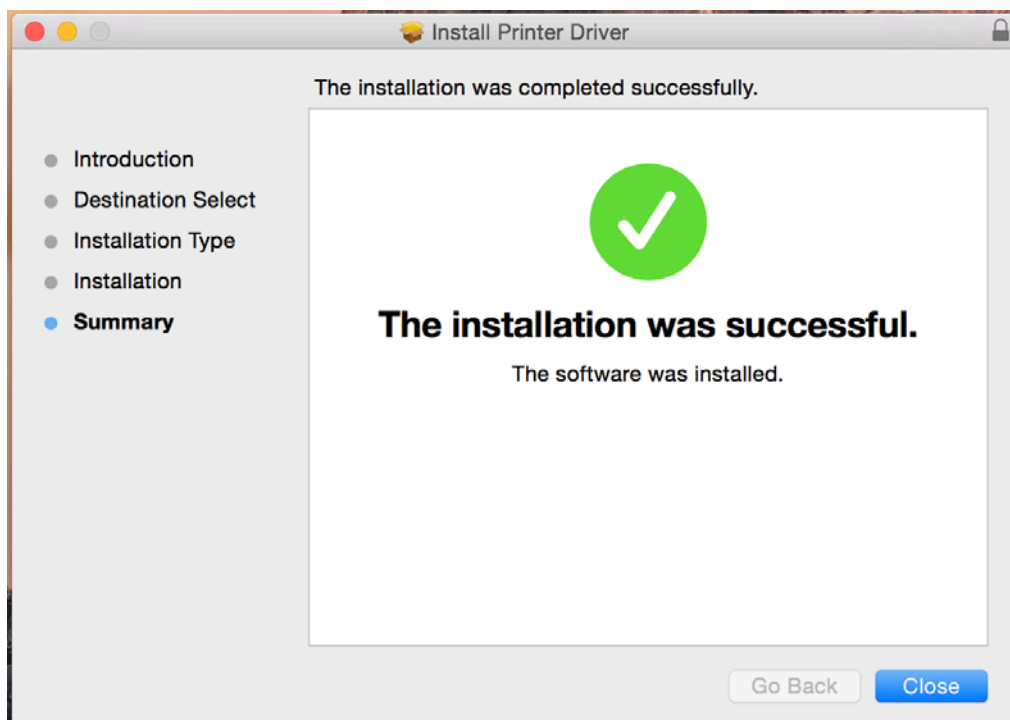 Install Printer Driver
The installation was completed successfully.
Introduction
Destination Select
Installation Type
Installation
Summary
The installation was successful.
The software was installed.
Go Back
Close